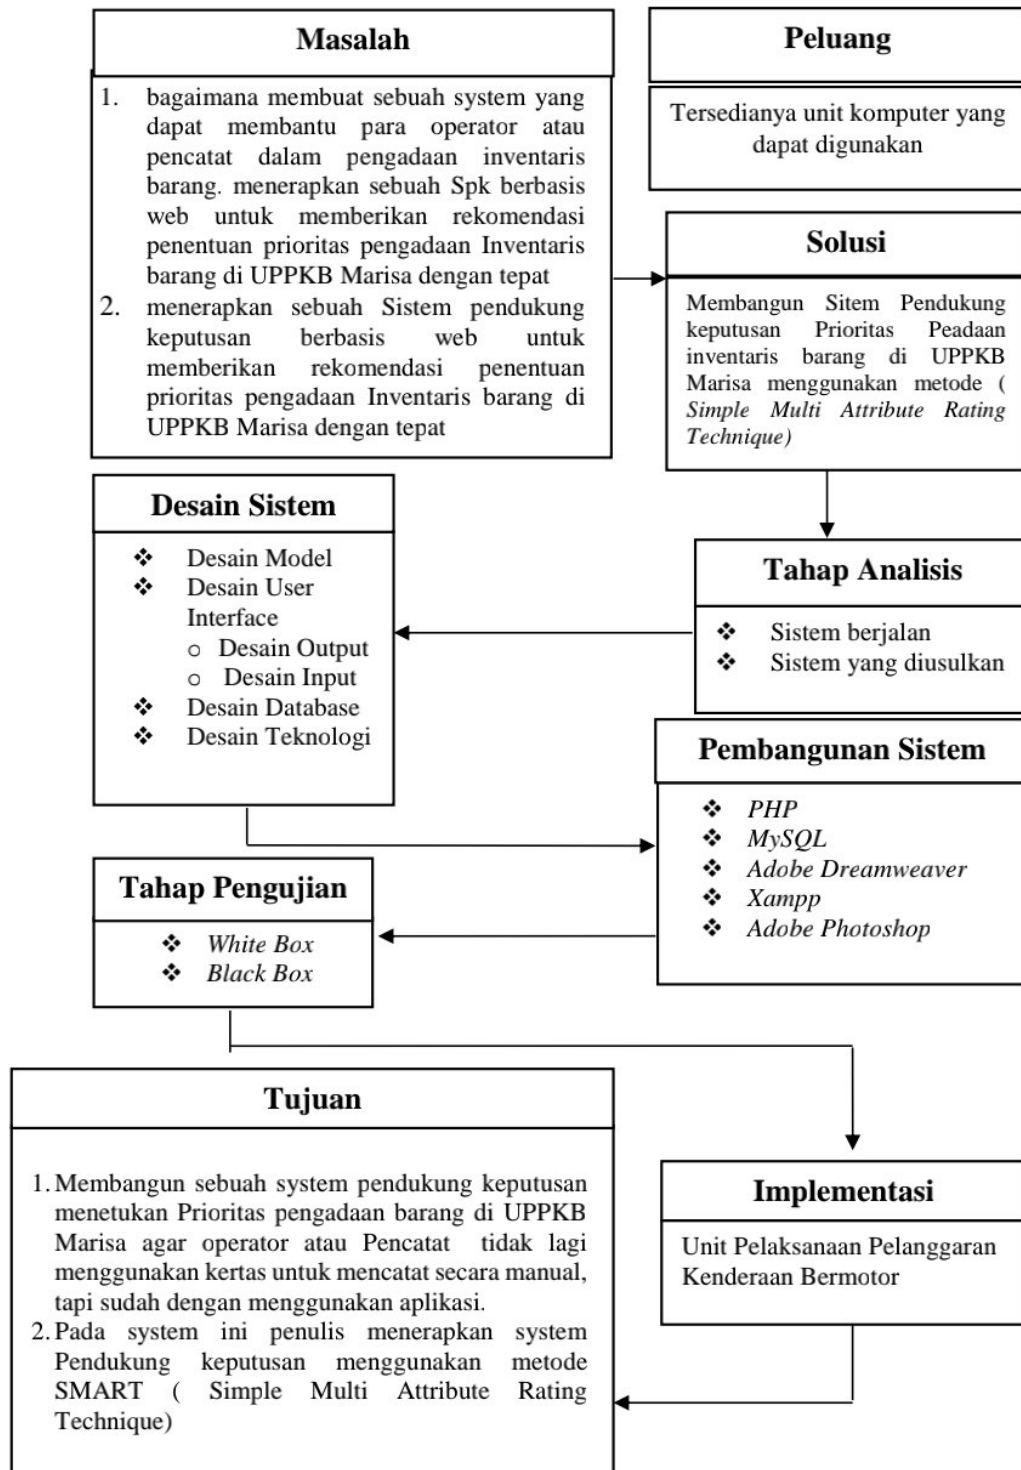 Masalah
1. bagaimana membuat sebuah system yang
dapat membantu para operator atau
pencatat dalam pengadaan inventaris
barang. menerapkan sebuah Spk berbasis
web untuk memberikan rekomendasi
penentuan prioritas pengadaan Inventaris
barang di UPPKB Marisa dengan tepat
2. menerapkan sebuah Sistem pendukung
keputusan berbasis web untuk
memberikan rekomendasi penentuan
prioritas pengadaan Inventaris barang di
UPPKB Marisa dengan tepat
Peluang
Tersedianya unit komputer yang
dapat digunakan
Solusi
Membangun Sitem Pendukung
keputusan Prioritas Peadaan
inventaris barang di UPPKB
Marisa menggunakan metode (
Simple Multi Attribute Rating
Technique)
Tahap Analisis
❖ Sistem berjalan
❖ Sistem yang diusulkan
Desain Sistem
❖ Desain Model
❖ Desain User
Interface
o Desain Output
o Desain Input
❖ Desain Database
❖ Desain Teknologi
Pembangunan Sistem
❖ PHP
❖ MySQL
❖ Adobe Dreamweaver
❖ Xampp
❖ Adobe Photoshop
Tahap Pengujian
❖ White Box
❖ Black Box
Implementasi
Unit Pelaksanaan Pelanggaran
Kenderaan Bermotor
Tujuan
1. Membangun sebuah system pendukung keputusan
menetukan Prioritas pengadaan barang di UPPKB
Marisa agar operator atau Pencatat tidak lagi
menggunakan kertas untuk mencatat secara manual,
tapi sudah dengan menggunakan aplikasi.
2. Pada system ini penulis menerapkan system
Pendukung keputusan menggunakan metode
SMART ( Simple Multi Attribute Rating
Technique)